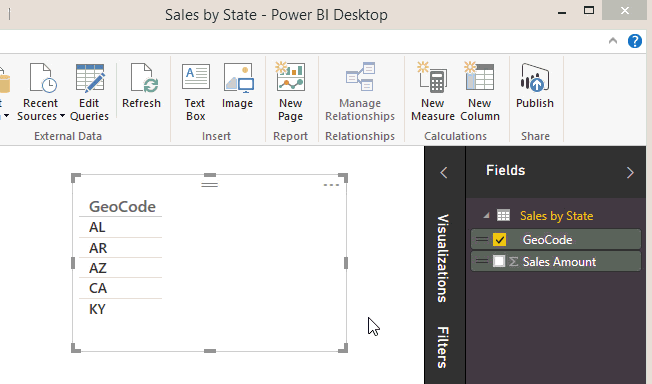 Sales by State - Power BI Desktop
Recent Sources
Edit Queries
Refresh
Text Box
Image
New Page
Manage Relationships
New Measure
New Column
Publish
External Data
Insert
Report
Relationships
Calculations
Share
GeoCode
AL
AR
AZ
CA
KY
Visualizations
Filters
Fields
Sales by State
GeoCode
Sales Amount